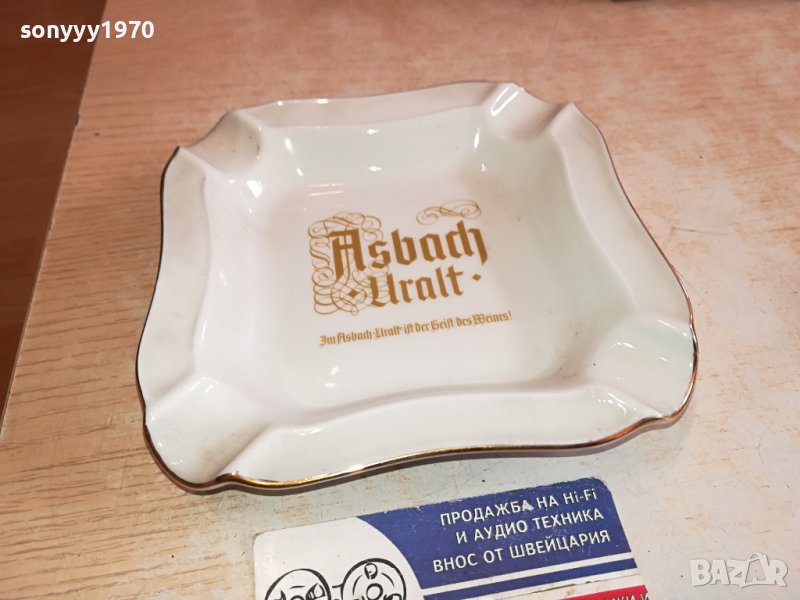 sonyyy1970
Asbach
· Uralt ·
Im Asbach-Uralt ist der Geist des Weines!
ПРОДАЖБА НА Hi-Fi
И АУДИО ТЕХНИКА
ВНОС ОТ ШВЕЙЦАРИЯ
BAZAR